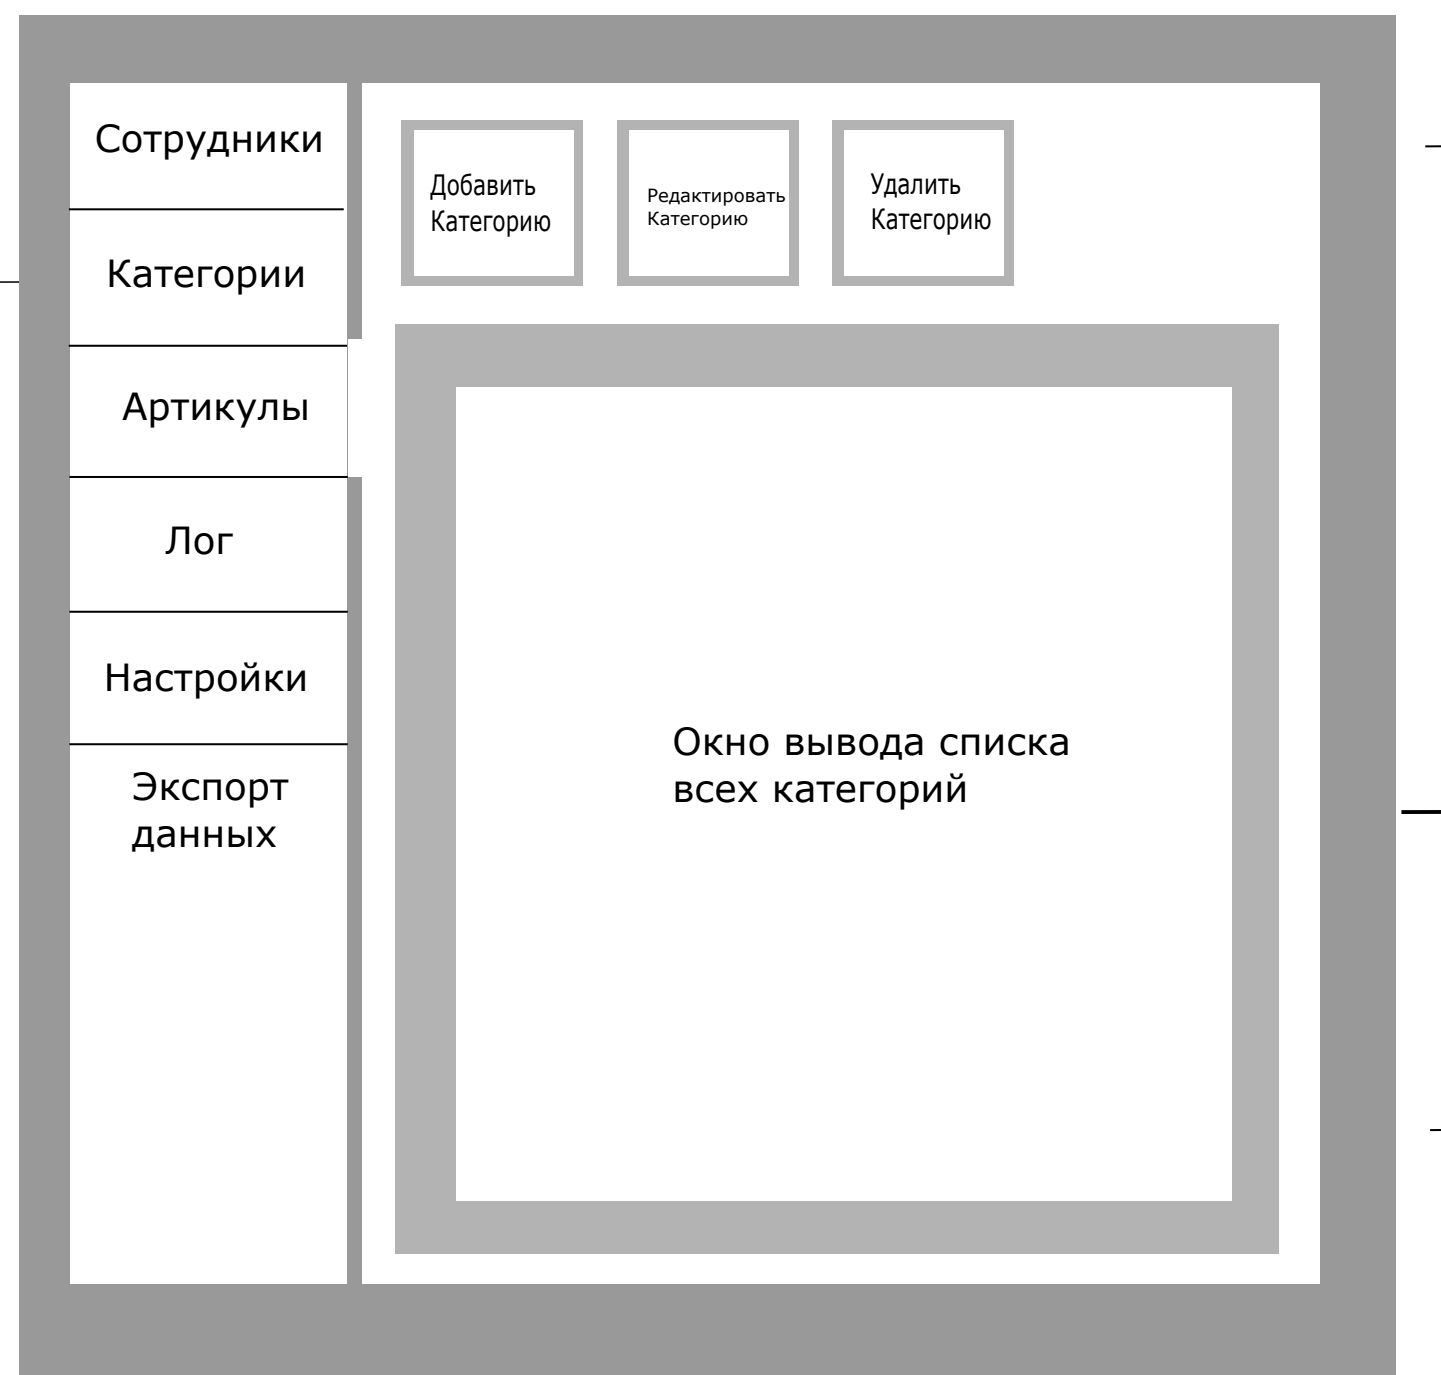 Сотрудники
Категории
Артикулы
Лог
Настройки
Экспорт
данных
Добавить
Категорию
Редактировать
Категорию
Удалить
Категорию
Окно вывода списка
всех категорий